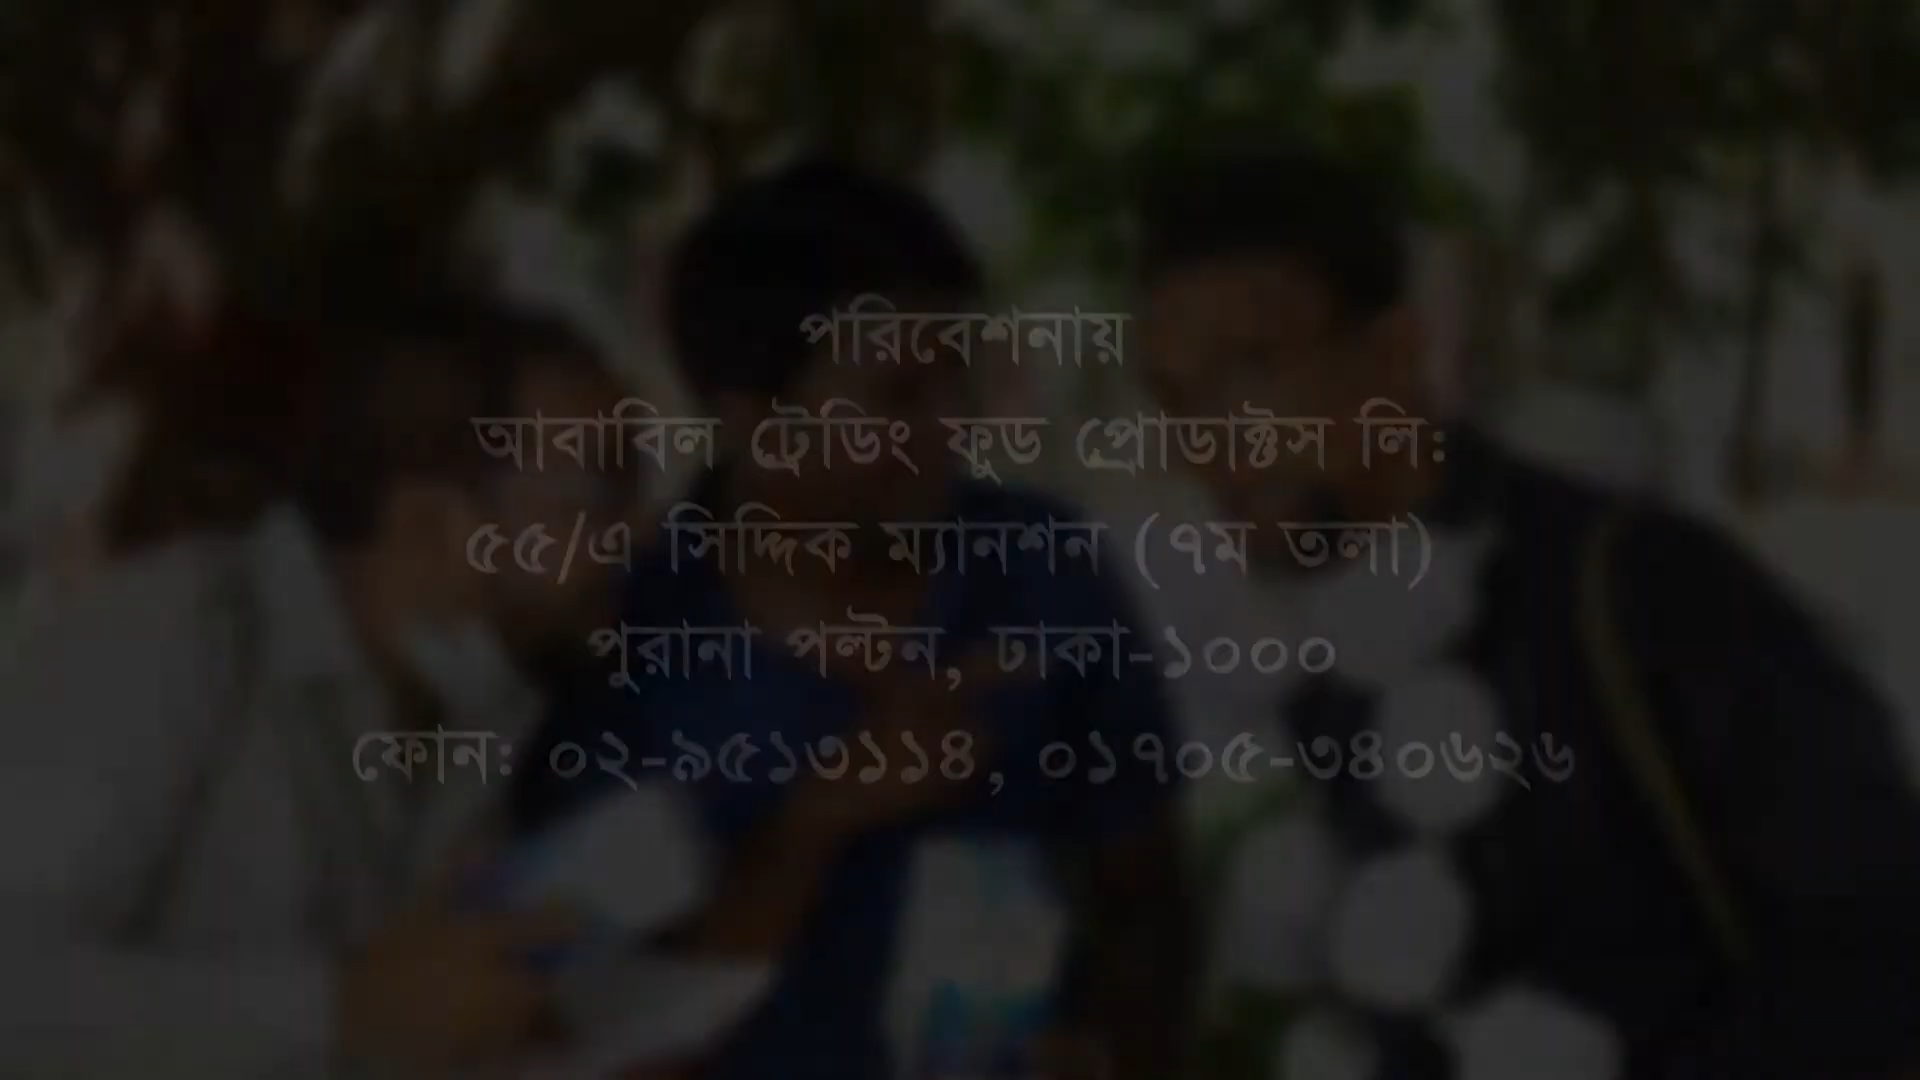 পরিবেশনায়
আবাবিল ট্রেডিং ফুড প্রোডাক্টস লি:
৫৫/এ সিদ্দিক ম্যানশন (৭ম তলা)
পুরানা পল্টন, ঢাকা-১০০০
ফোন: ০২-৯৫১৩১১৪, ০১৭০৫-৩৪০৬২৬